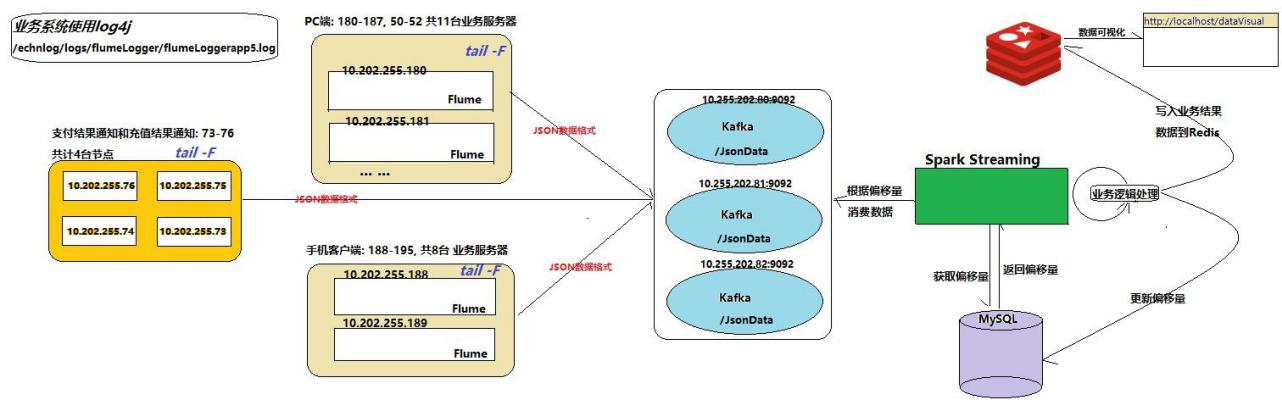 业务系统使用log4j
/echnlog/logs/flumeLogger/flumeLoggerapp5.log
支付结果通知和充值结果通知: 73-76
共计4台节点
tail -F
10.202.255.76
10.202.255.75
10.202.255.74
10.202.255.73
PC端: 180-187, 50-52 共11台业务服务器
tail -F
10.202.255.180
Flume
10.202.255.181
Flume
... ...
手机客户端: 188-195, 共8台 业务服务器
tail -F
10.202.255.188
Flume
10.202.255.189
Flume
JSON数据格式
JSON数据格式
JSON数据格式
10.255.202.80:9092
Kafka
/JsonData
10.255.202.81:9092
Kafka
/JsonData
10.255.202.82:9092
Kafka
/JsonData
根据偏移量
消费数据
Spark Streaming
业务逻辑处理
获取偏移量
返回偏移量
MySQL
更新偏移量
写入业务结果
数据到Redis
数据可视化
http://localhost/dataVisual